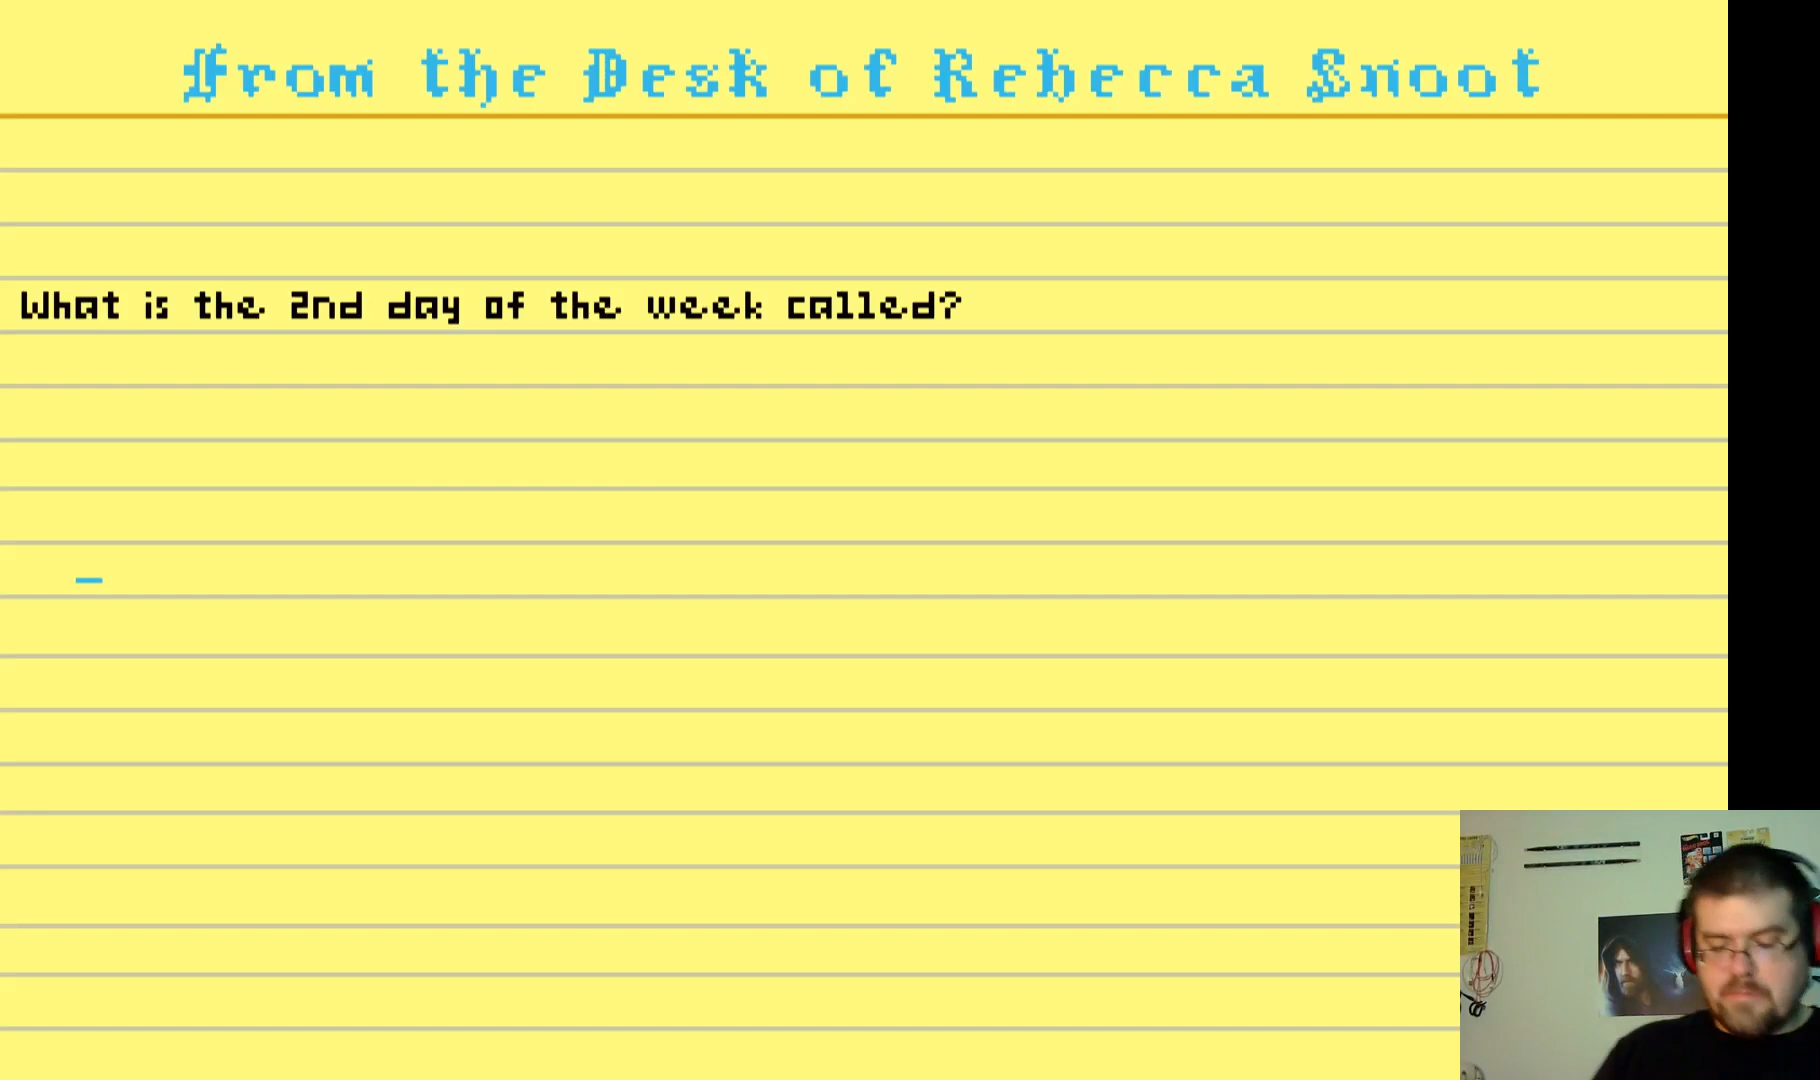 From the Desk of Rebecca Snoot
What is the 2nd day of the week called?